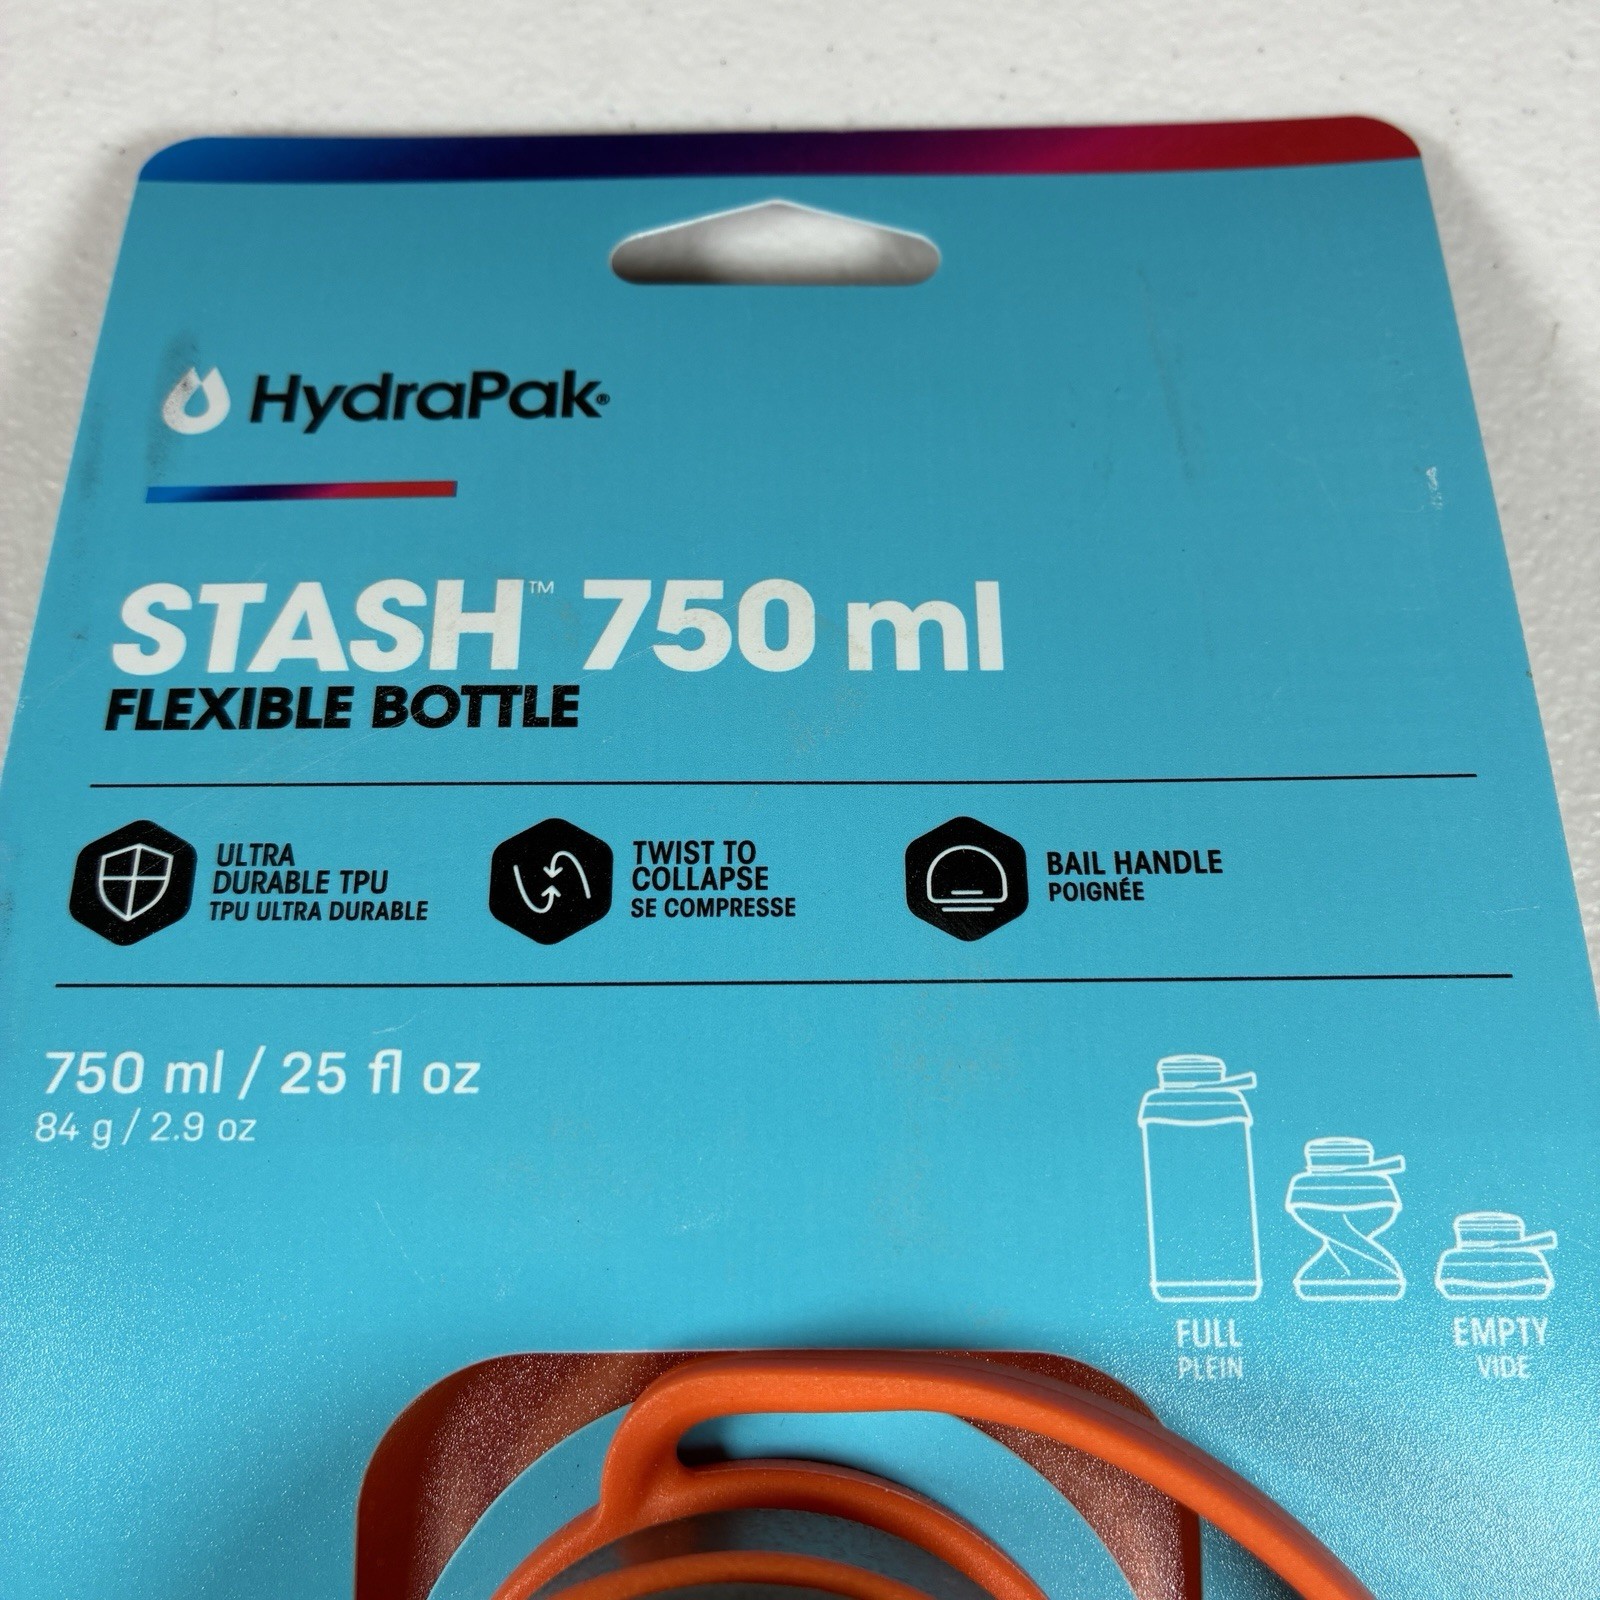 HydraPak®
STASH™ 750 ml
FLEXIBLE BOTTLE
ULTRA
DURABLE TPU
TPU ULTRA DURABLE
TWIST TO
COLLAPSE
SE COMPRESSE
BAIL HANDLE
POIGNÉE
750 ml / 25 fl oz
84 g / 2.9 oz
FULL
PLEIN
EMPTY
VIDE